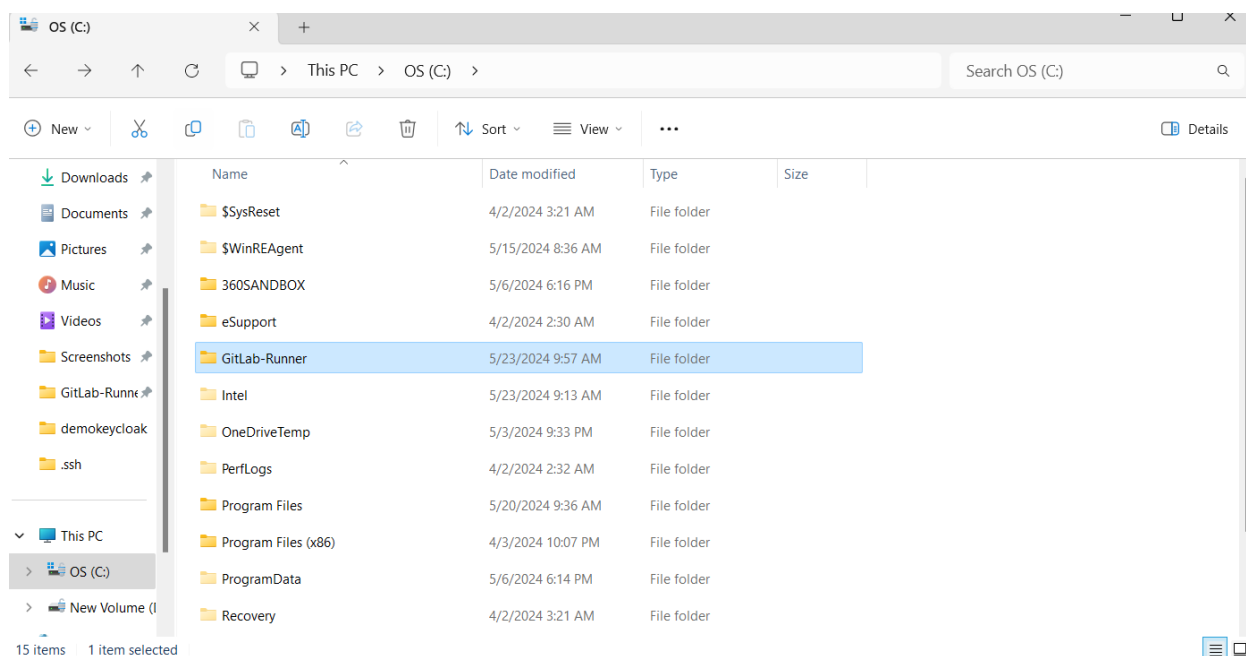 OS (C:)
This PC > OS (C:) >
Search OS (C:)
New
Sort
View
Details
Downloads
Documents
Pictures
Music
Videos
Screenshots
GitLab-Runne
demokeycloak
.ssh
This PC
OS (C:)
New Volume (
Name Date modified Type Size
$SysReset 4/2/2024 3:21 AM File folder
$WinREAgent 5/15/2024 8:36 AM File folder
360SANDBOX 5/6/2024 6:16 PM File folder
eSupport 4/2/2024 2:30 AM File folder
GitLab-Runner 5/23/2024 9:57 AM File folder
Intel 5/23/2024 9:13 AM File folder
OneDriveTemp 5/3/2024 9:33 PM File folder
PerfLogs 4/2/2024 2:32 AM File folder
Program Files 5/20/2024 9:36 AM File folder
Program Files (x86) 4/3/2024 10:07 PM File folder
ProgramData 5/6/2024 6:14 PM File folder
Recovery 4/2/2024 3:21 AM File folder
15 items 1 item selected